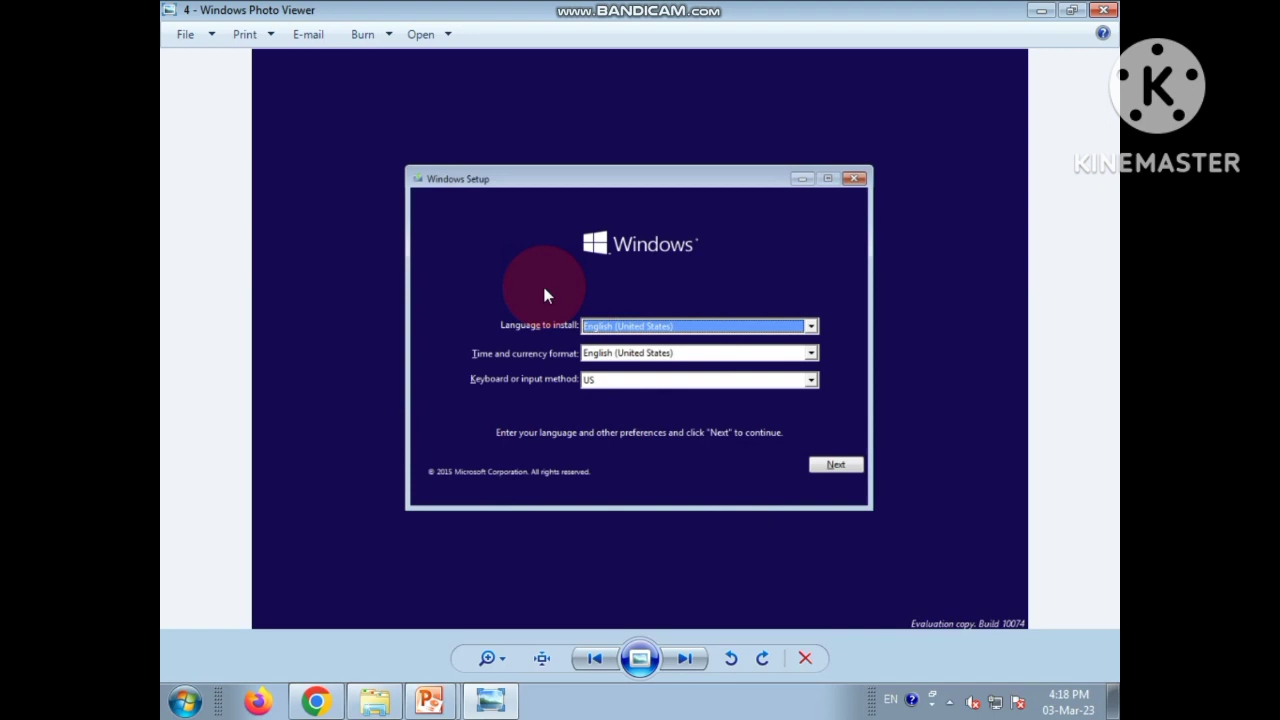 4 - Windows Photo Viewer
www.BANDICAM.com
File Print E-mail Burn Open
K
KINEMASTER
Windows Setup
Windows
Language to install: English (United States)
Time and currency format: English (United States)
Keyboard or input method: US
Enter your language and other preferences and click "Next" to continue.
Next
© 2015 Microsoft Corporation. All rights reserved.
Evaluation copy. Build 10074
EN
4:18 PM
03-Mar-23